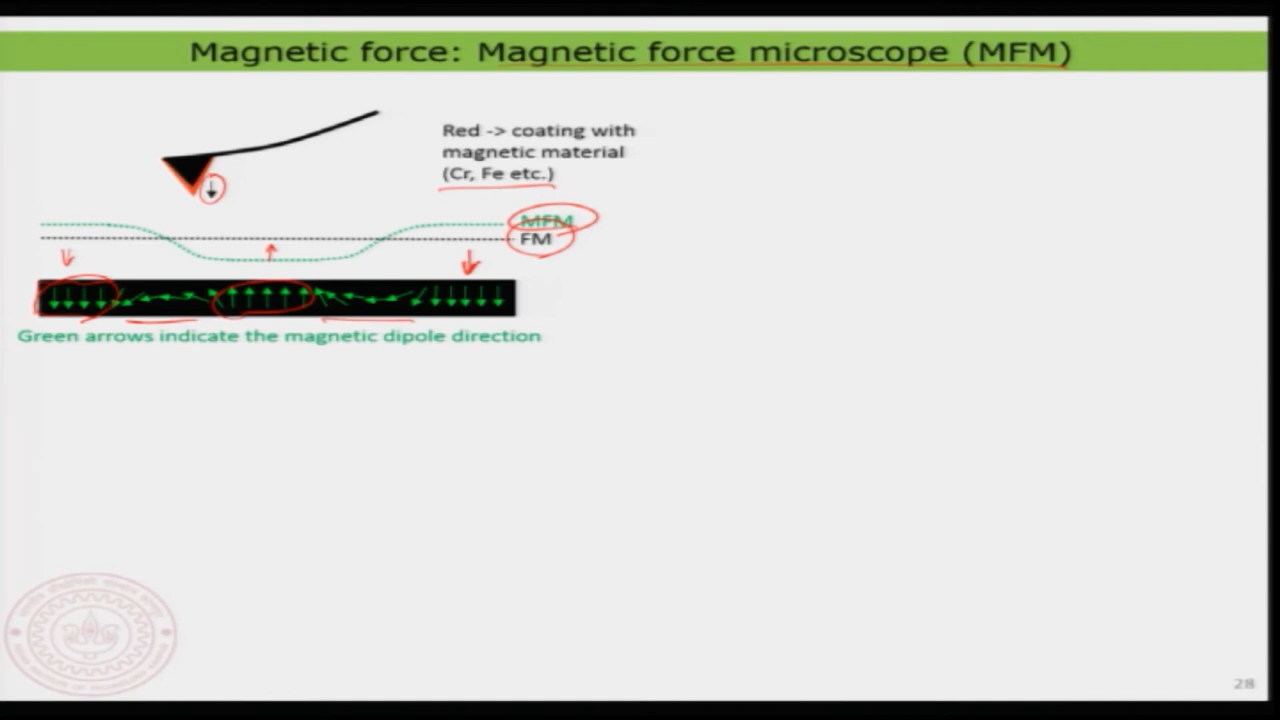 Magnetic force: Magnetic force microscope (MFM)
Red -> coating with
magnetic material
(Cr, Fe etc.)
MFM
FM
Green arrows indicate the magnetic dipole direction
28